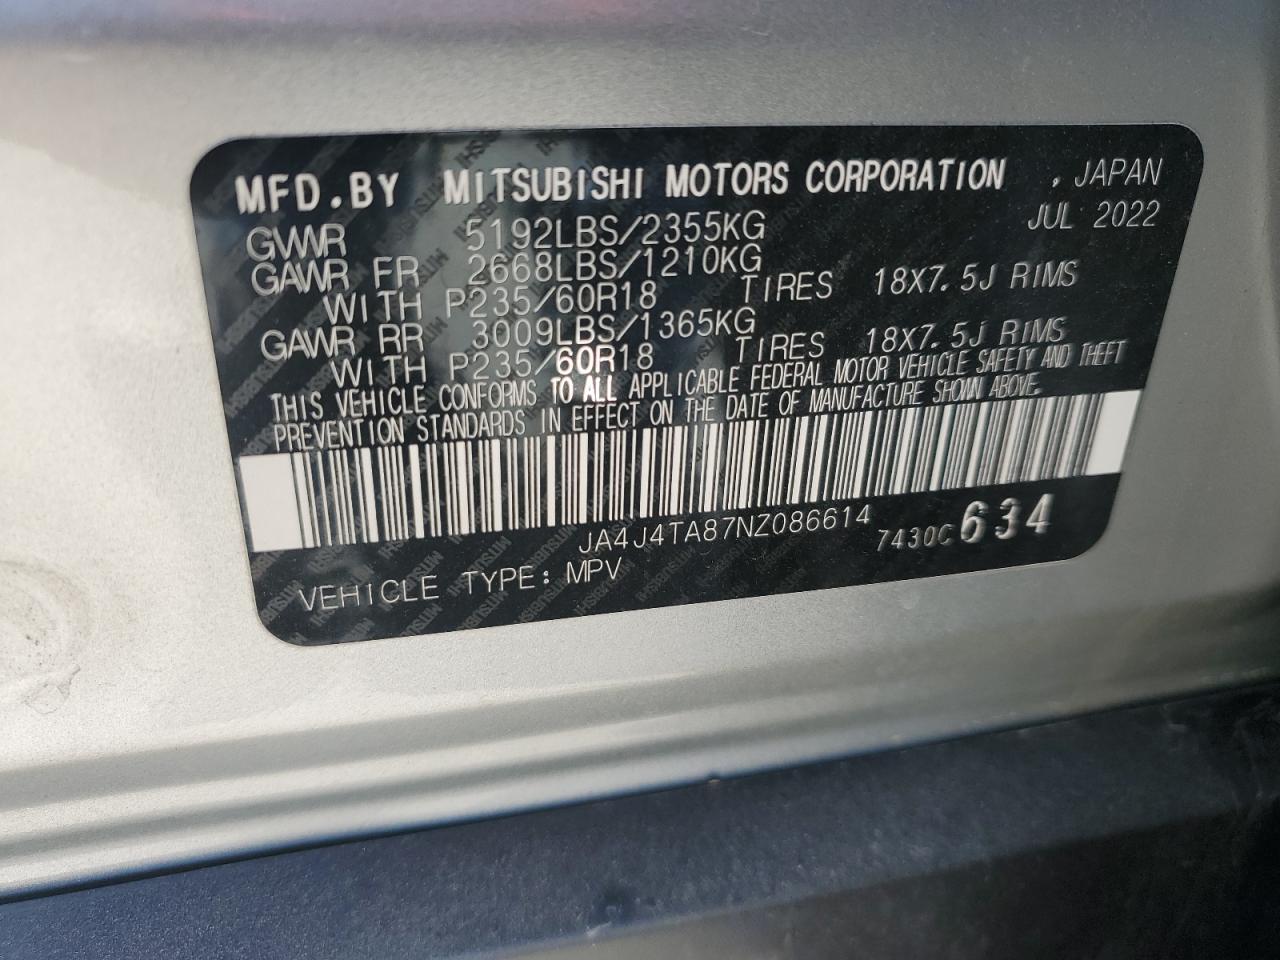 MFD.BY MITSUBISHI MOTORS CORPORATION , JAPAN
JUL 2022
GVWR 5192LBS/2355KG
GAWR FR 2668LBS/1210KG
WITH P235/60R18 TIRES 18X7.5J RIMS
GAWR RR 3009LBS/1365KG
WITH P235/60R18 TIRES 18X7.5J RIMS
THIS VEHICLE CONFORMS TO ALL APPLICABLE FEDERAL MOTOR VEHICLE SAFETY AND THEFT
PREVENTION STANDARDS IN EFFECT ON THE DATE OF MANUFACTURE SHOWN ABOVE.
JA4J4TA87NZ086614 7430C 634
VEHICLE TYPE: MPV